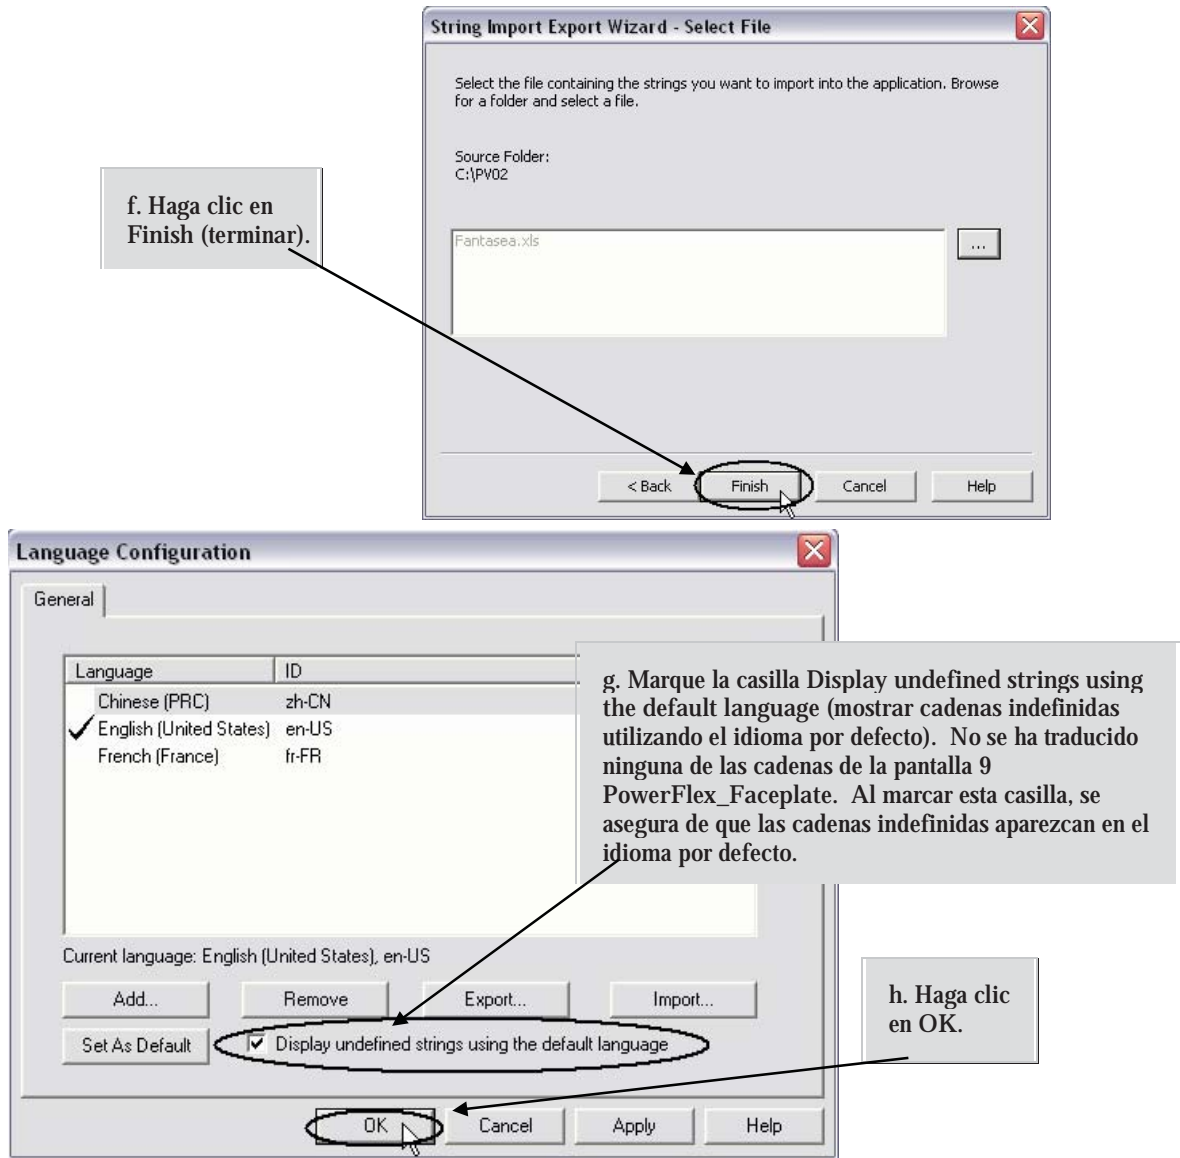 String Import Export Wizard - Select File
Select the file containing the strings you want to import into the application. Browse
for a folder and select a file.
Source Folder:
C:\PV02
f. Haga clic en
Finish (terminar).
Fantasea.xls
...
< Back
Finish
Cancel
Help
Language Configuration
General
Language
ID
Chinese (PRC)
zh-CN
English (United States)
en-US
French (France)
fr-FR
g. Marque la casilla Display undefined strings using
the default language (mostrar cadenas indefinidas
utilizando el idioma por defecto). No se ha traducido
ninguna de las cadenas de la pantalla 9
PowerFlex_Faceplate. Al marcar esta casilla, se
asegura de que las cadenas indefinidas aparezcan en el
idioma por defecto.
Current language: English (United States), en-US
Add...
Remove
Export...
Import...
Set As Default
Display undefined strings using the default language
h. Haga clic
en OK.
OK
Cancel
Apply
Help